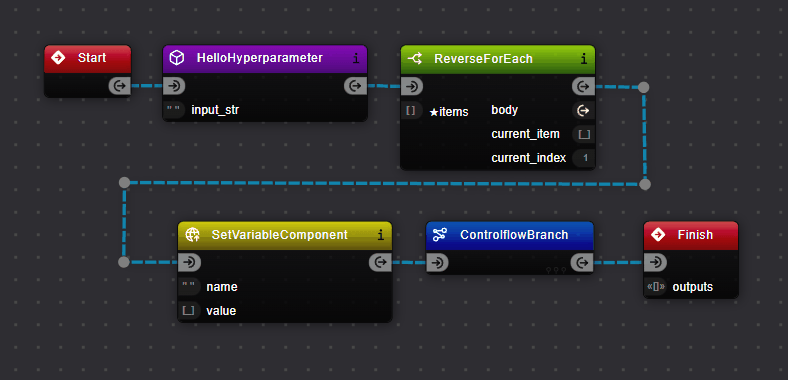 Start
HelloHyperparameter i
input_str
ReverseForEach i
★items
body
current_item
current_index 1
SetVariableComponent i
name
value
ControlflowBranch
Finish
outputs